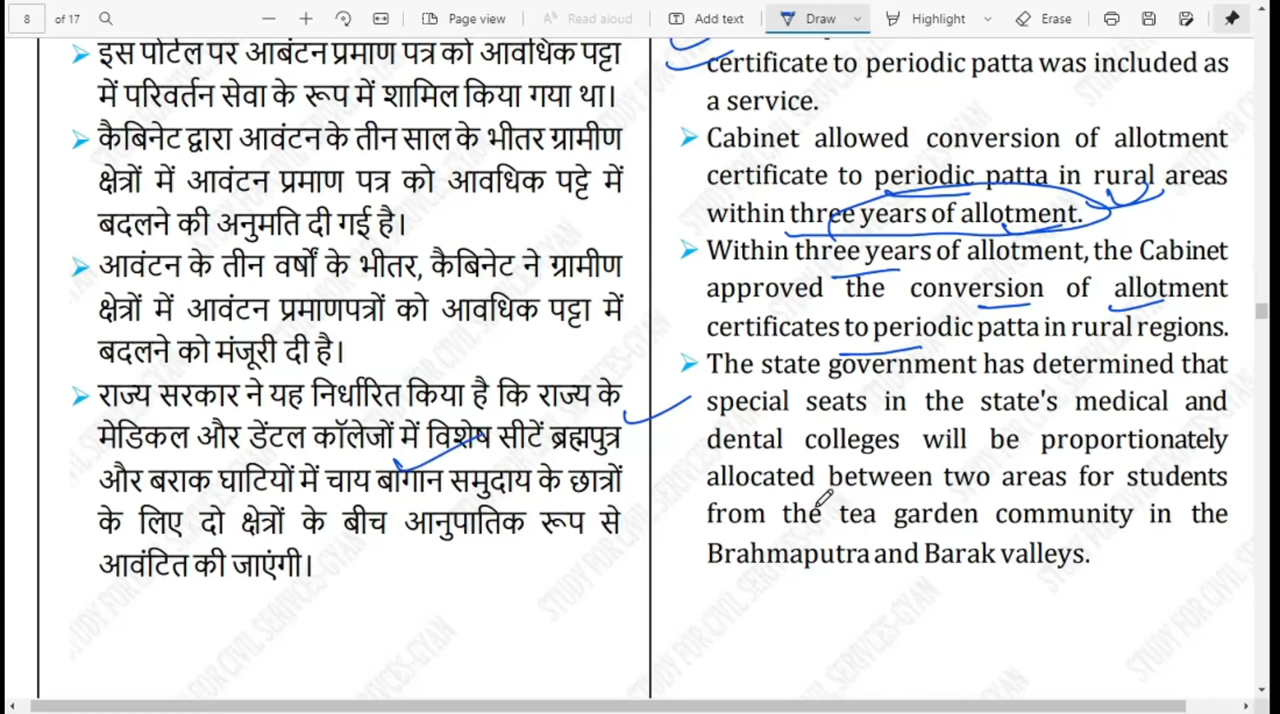 8 of 17
Page view
Read aloud
Add text
Draw
Highlight
Erase
इस पोर्टल पर आबंटन प्रमाण पत्र को आवधिक पट्टा
में परिवर्तन सेवा के रूप में शामिल किया गया था।
कैबिनेट द्वारा आवंटन के तीन साल के भीतर ग्रामीण
क्षेत्रों में आवंटन प्रमाण पत्र को आवधिक पट्टे में
बदलने की अनुमति दी गई है।
आवंटन के तीन वर्षों के भीतर, कैबिनेट ने ग्रामीण
क्षेत्रों में आवंटन प्रमाणपत्रों को आवधिक पट्टा में
बदलने को मंजूरी दी है।
राज्य सरकार ने यह निर्धारित किया है कि राज्य के
मेडिकल और डेंटल कॉलेजों में विशेष सीटें ब्रह्मपुत्र
और बराक घाटियों में चाय बागान समुदाय के छात्रों
के लिए दो क्षेत्रों के बीच आनुपातिक रूप से
आवंटित की जाएंगी।
certificate to periodic patta was included as
a service.
Cabinet allowed conversion of allotment
certificate to periodic patta in rural areas
within three years of allotment.
Within three years of allotment, the Cabinet
approved the conversion of allotment
certificates to periodic patta in rural regions.
The state government has determined that
special seats in the state's medical and
dental colleges will be proportionately
allocated between two areas for students
from the tea garden community in the
Brahmaputra and Barak valleys.
STUDY FOR CIVIL SERIVCES-GYAN